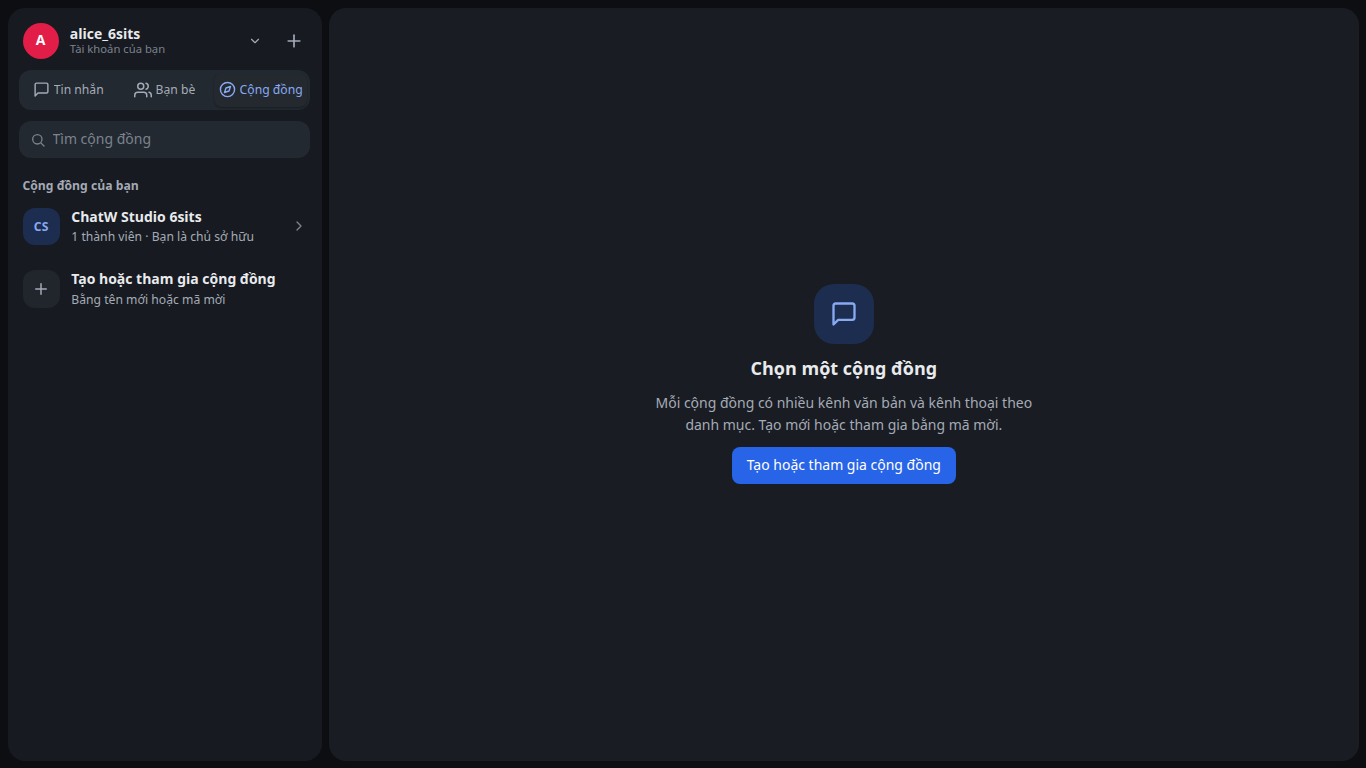 A
alice_6sits
Tài khoản của bạn
Tin nhắn
Bạn bè
Cộng đồng
Tìm cộng đồng
Cộng đồng của bạn
CS
ChatW Studio 6sits
1 thành viên · Bạn là chủ sở hữu
Tạo hoặc tham gia cộng đồng
Bằng tên mới hoặc mã mời
Chọn một cộng đồng
Mỗi cộng đồng có nhiều kênh văn bản và kênh thoại theo
danh mục. Tạo mới hoặc tham gia bằng mã mời.
Tạo hoặc tham gia cộng đồng